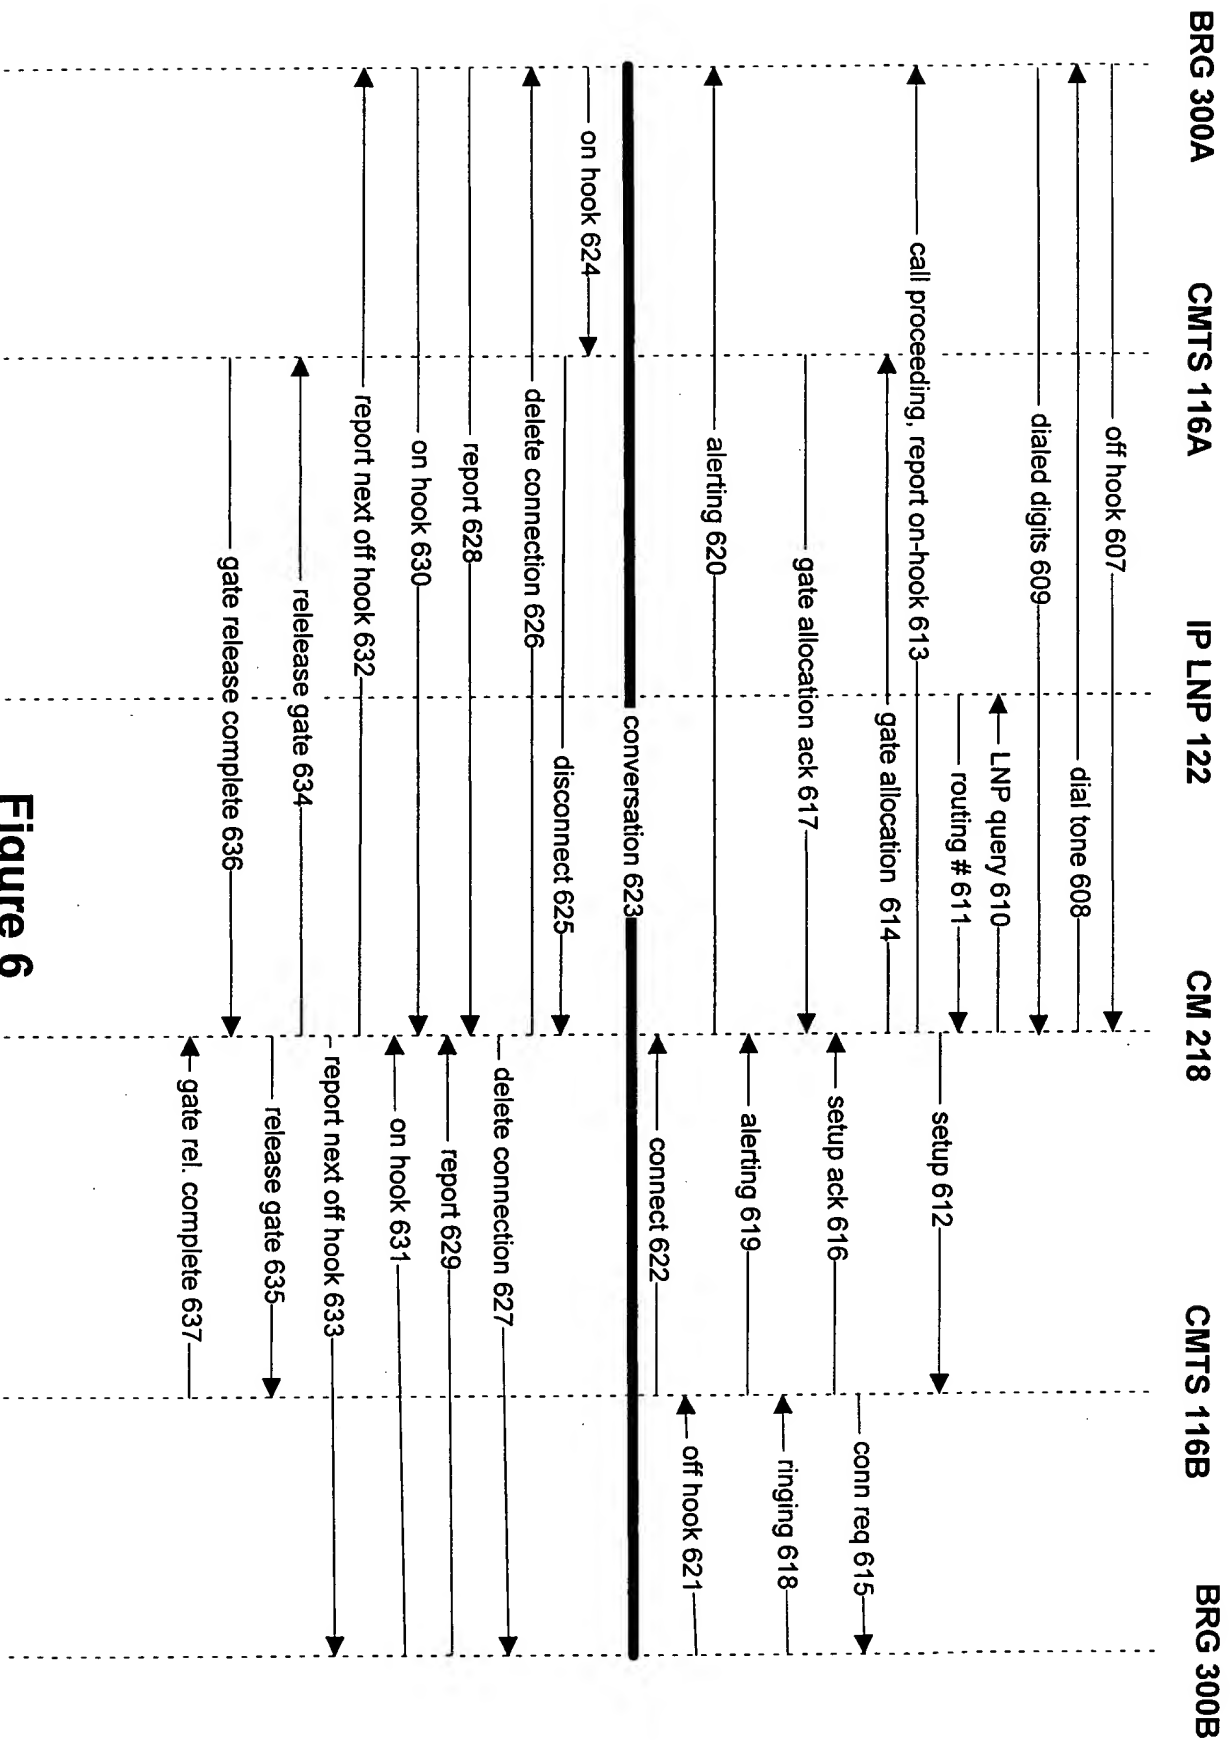 BRG 300A
CMTS 116A
IP LNP 122
CM 218
CMTS 116B
BRG 300B
off hook 607
dial tone 608
dialed digits 609
LNP query 610
routing # 611
setup 612
call proceeding, report on-hook 613
gate allocation 614
conn req 615
setup ack 616
gate allocation ack 617
ringing 618
alerting 619
alerting 620
off hook 621
connect 622
conversation 623
on hook 624
disconnect 625
delete connection 626
delete connection 627
report 628
report 629
on hook 630
on hook 631
report next off hook 632
report next off hook 633
relelease gate 634
release gate 635
gate release complete 636
gate rel. complete 637
Figure 6